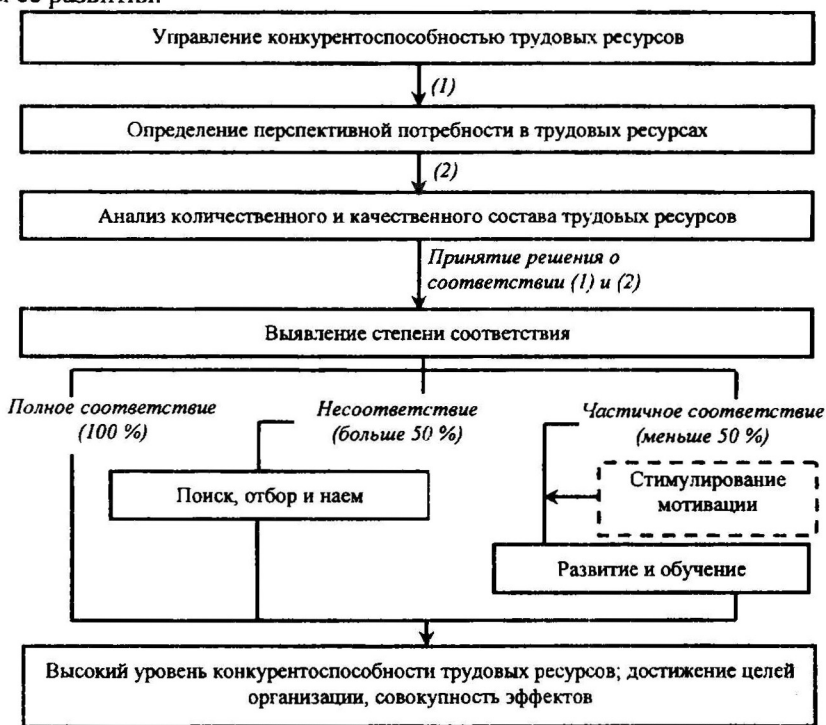 ее развития.
Управление конкурентоспособностью трудовых ресурсов
(1)
Определение перспективной потребности в трудовых ресурсах
(2)
Анализ количественного и качественного состава трудовых ресурсов
Принятие решения о
соответствии (1) и (2)
Выявление степени соответствия
Полное соответствие
(100 %)
Несоответствие
(больше 50 %)
Частичное соответствие
(меньше 50 %)
Поиск, отбор и наем
Стимулирование
мотивации
Развитие и обучение
Высокий уровень конкурентоспособности трудовых ресурсов; достижение целей
организации, совокупность эффектов